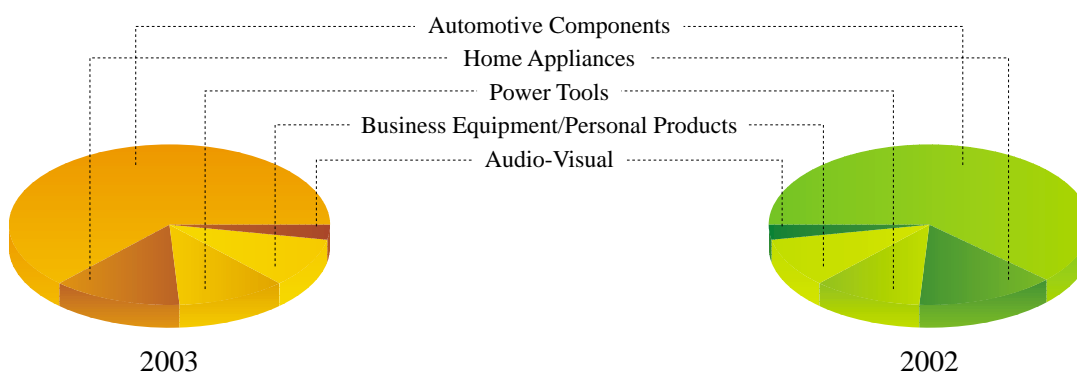 Automotive Components
Home Appliances
Power Tools
Business Equipment/Personal Products
Audio-Visual
2003
2002